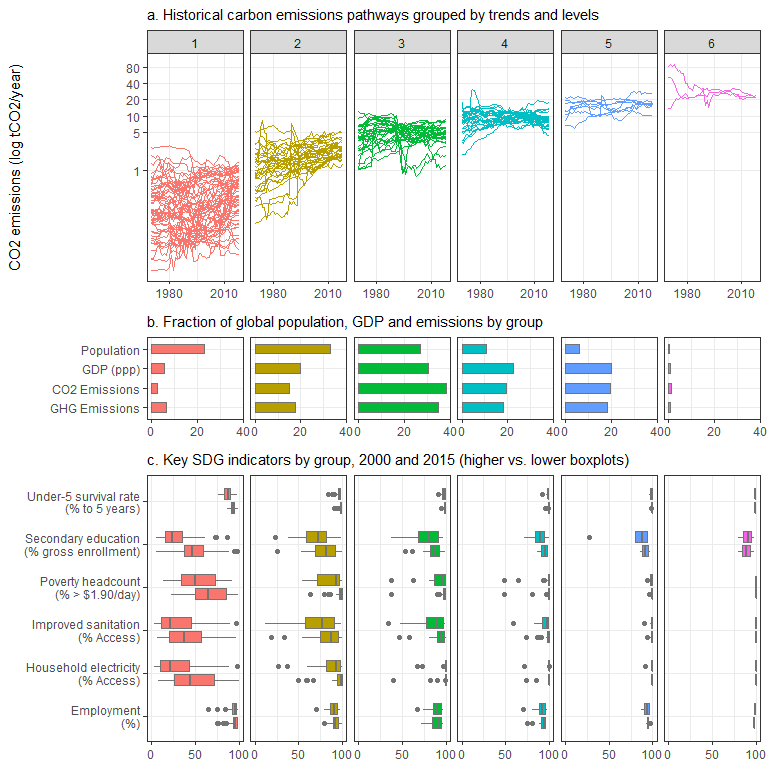 a. Historical carbon emissions pathways grouped by trends and levels
1 2 3 4 5 6
CO2 emissions (log tCO2/year)
80
40
20
10
5
1
1980 2010 1980 2010 1980 2010 1980 2010 1980 2010 1980 2010
b. Fraction of global population, GDP and emissions by group
Population
GDP (ppp)
CO2 Emissions
GHG Emissions
0 20 40 0 20 40 0 20 40 0 20 40 0 20 40 0 20 40
c. Key SDG indicators by group, 2000 and 2015 (higher vs. lower boxplots)
Under-5 survival rate
(% to 5 years)
Secondary education
(% gross enrollment)
Poverty headcount
(% > $1.90/day)
Improved sanitation
(% Access)
Household electricity
(% Access)
Employment
(%)
0 50 100 0 50 100 0 50 100 0 50 100 0 50 100 0 50 100